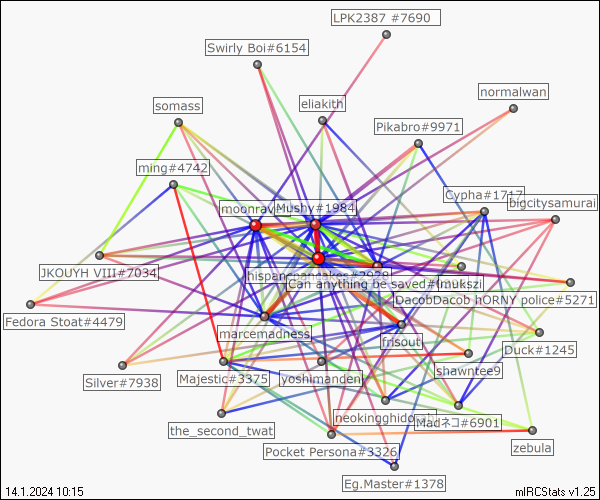 LPK2387 #7690
Swirly Boi#6154
normalwan
eliakith
somass
Pikabro#9971
ming#4742
Cypha#1717
bigcitysamurai
moonrav
Mushy#1984
JKOUYH VIII#7034
hispanicpancakes#2928
Can anything be saved?
DacobDacob hORNY police#5271
Fedora Stoat#4479
marcemadness
frisout
Duck#1245
shawntee9
Silver#7938
Majestic#3375
yoshimanden
neokingghido
Madネコ#6901
the_second_twat
Pocket Persona#3326
zebula
Eg.Master#1378
14.1.2024 10:15
mIRCStats v1.25